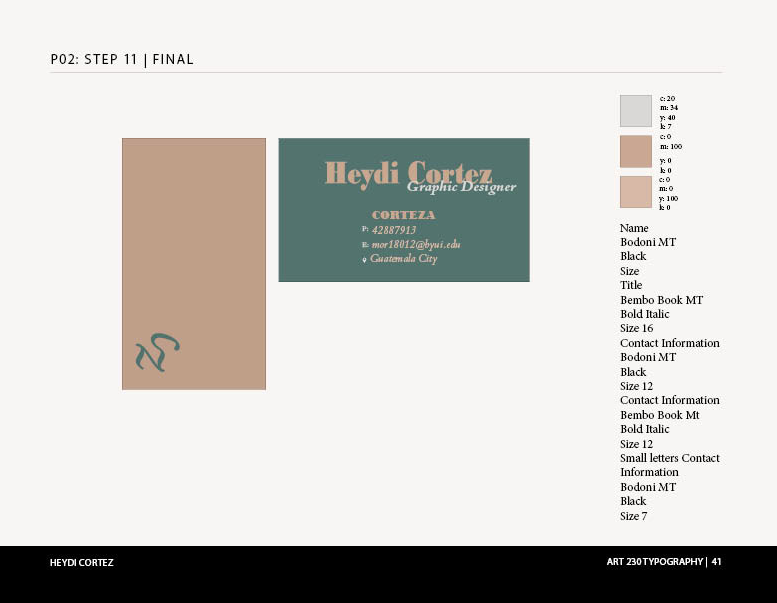 P02: STEP 11 | FINAL
Heydi Cortez
Graphic Designer
CORTEZA
P: 42887913
E: mor18012@byui.edu
Guatemala City
c: 20
m: 34
y: 40
k: 7
c: 0
m: 100
y: 0
k: 0
c: 0
m: 0
y: 100
k: 0
Name
Bodoni MT
Black
Size
Title
Bembo Book MT
Bold Italic
Size 16
Contact Information
Bodoni MT
Black
Size 12
Contact Information
Bembo Book Mt
Bold Italic
Size 12
Small letters Contact
Information
Bodoni MT
Black
Size 7
HEYDI CORTEZ
ART 230 TYPOGRAPHY | 41